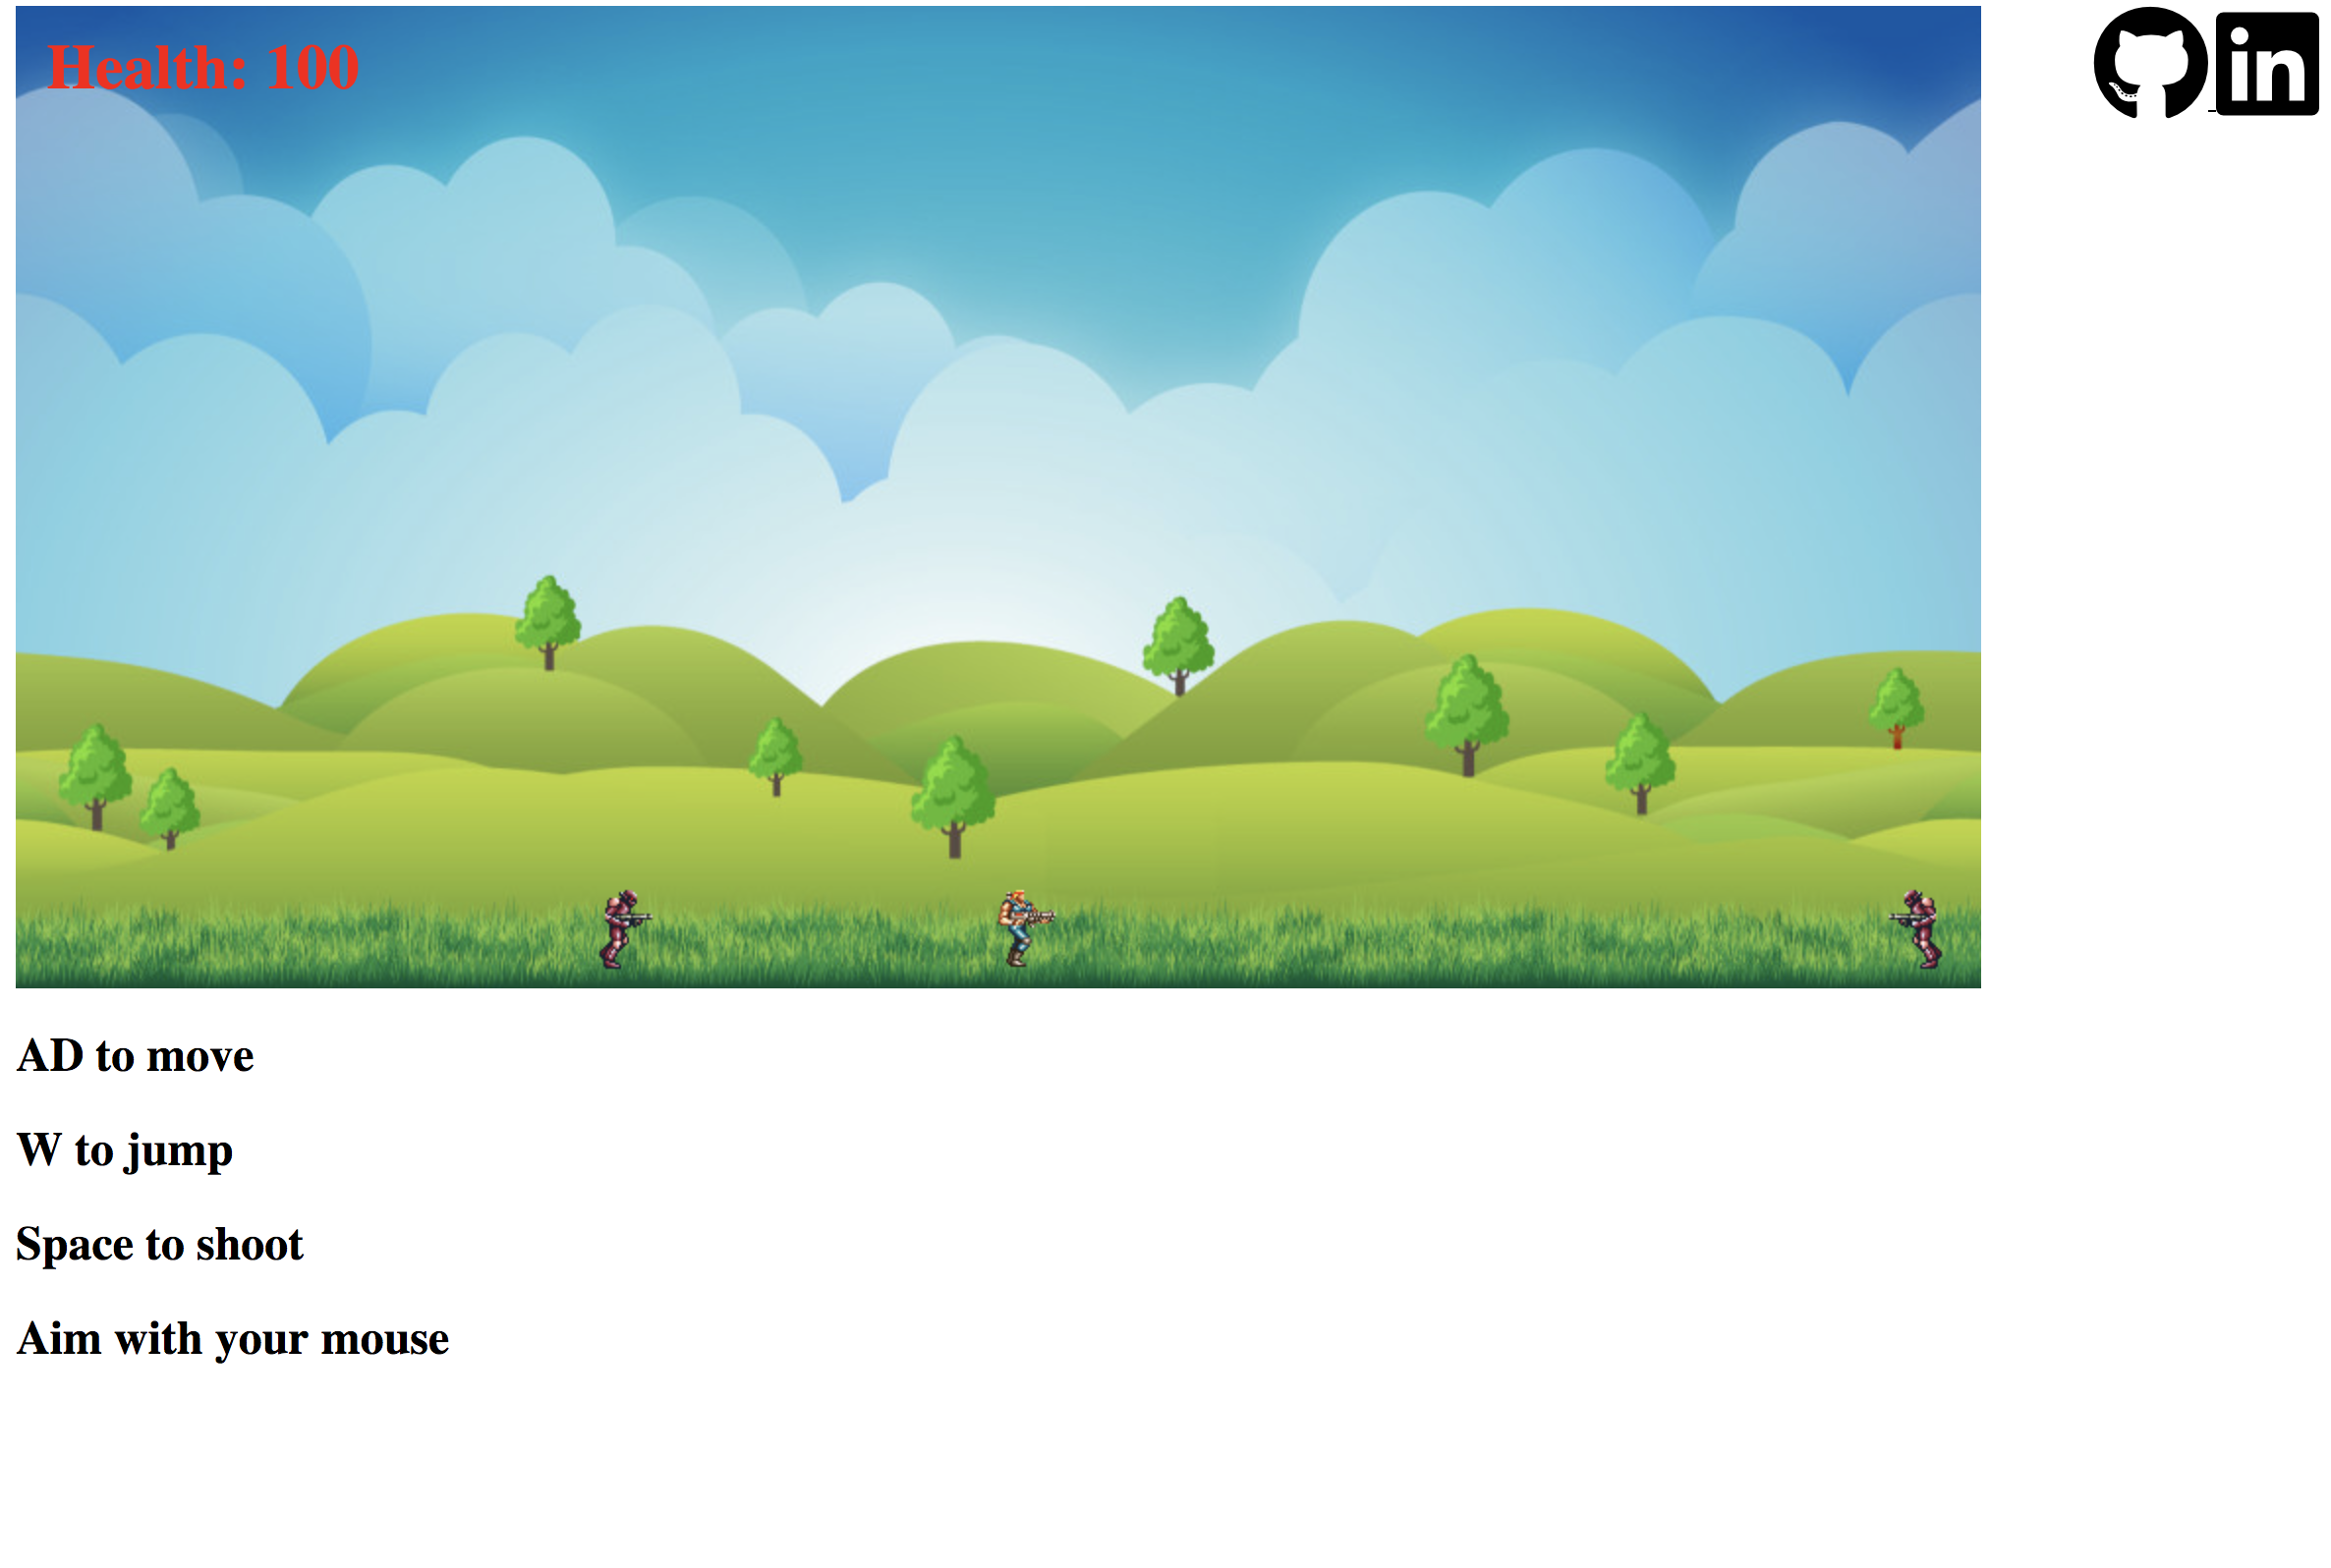 Health: 100
in
AD to move
W to jump
Space to shoot
Aim with your mouse